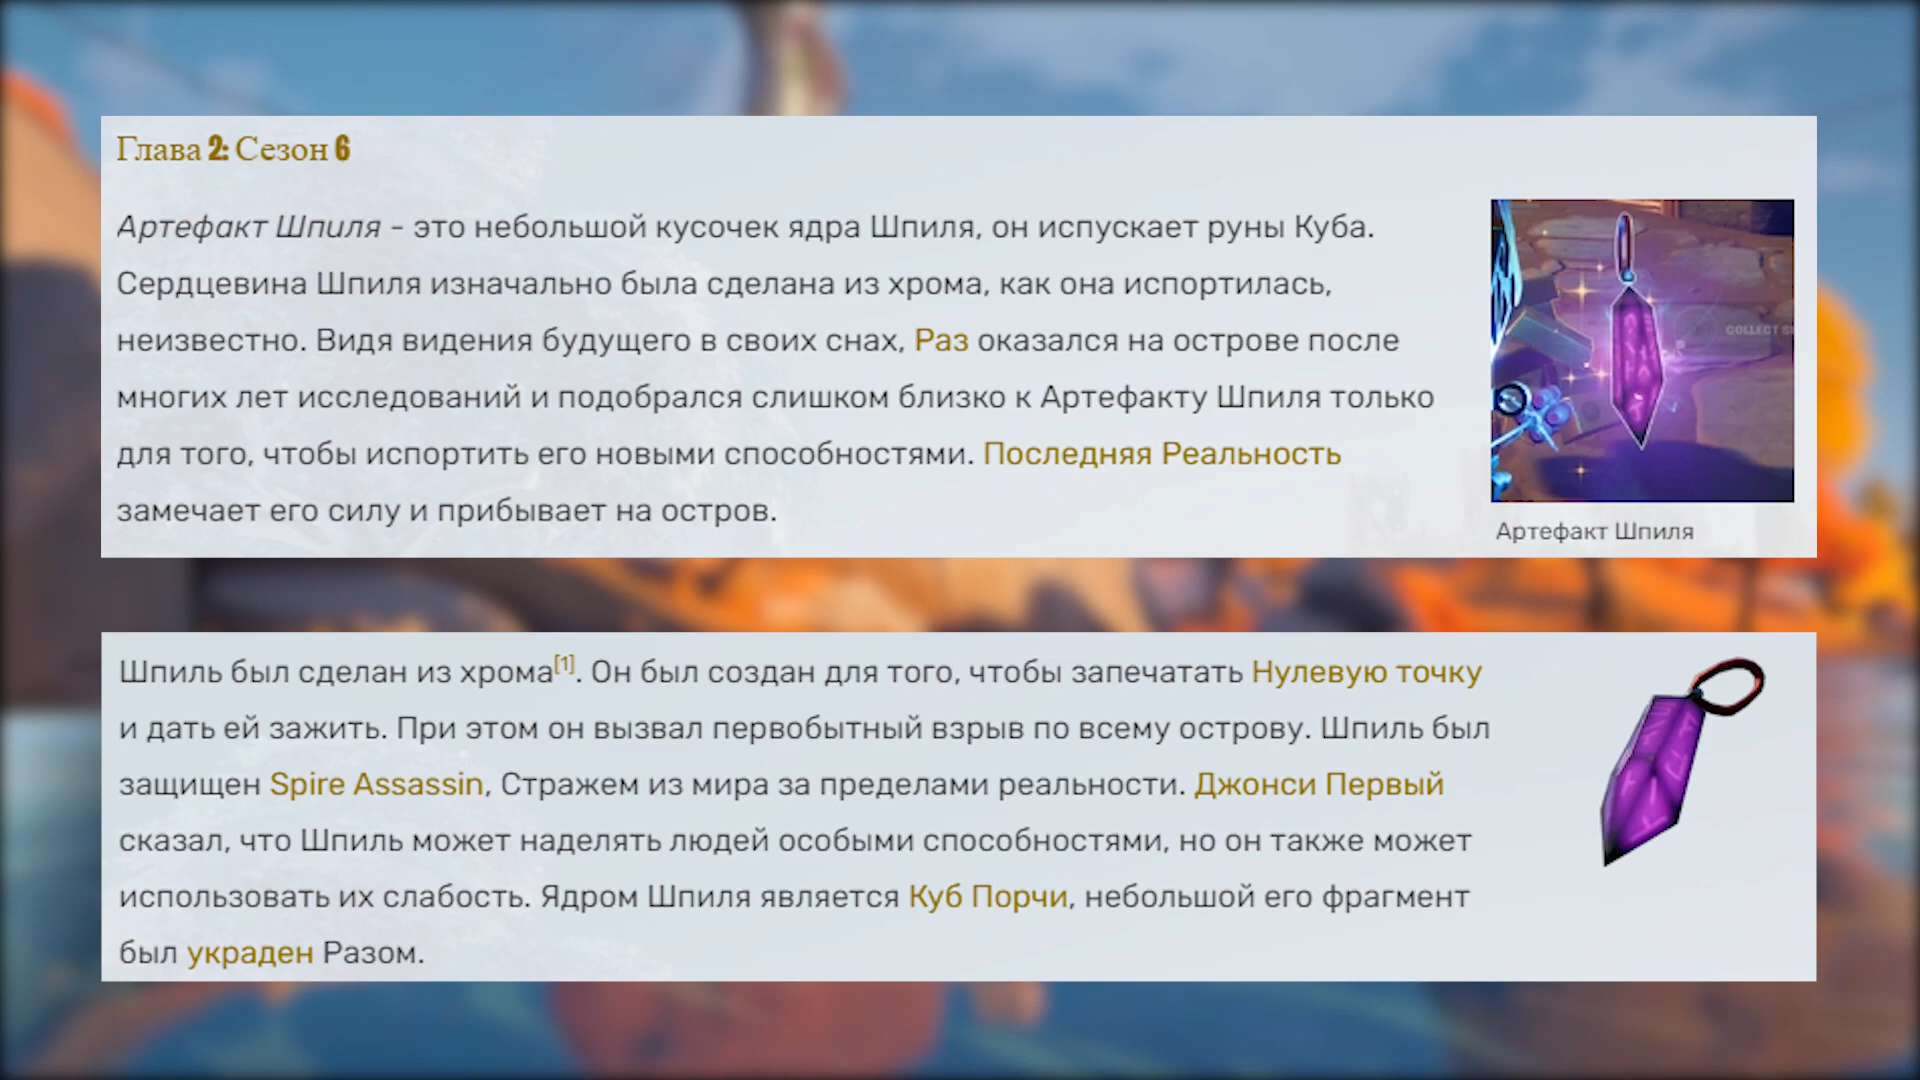 Глава 2: Сезон 6
Артефакт Шпиля - это небольшой кусочек ядра Шпиля, он испускает руны Куба.
Сердцевина Шпиля изначально была сделана из хрома, как она испортилась,
неизвестно. Видя видения будущего в своих снах, Раз оказался на острове после
многих лет исследований и подобрался слишком близко к Артефакту Шпиля только
для того, чтобы испортить его новыми способностями. Последняя Реальность
замечает его силу и прибывает на остров.
COLLECT
Артефакт Шпиля
Шпиль был сделан из хрома[1]. Он был создан для того, чтобы запечатать Нулевую точку
и дать ей зажить. При этом он вызвал первобытный взрыв по всему острову. Шпиль был
защищен Spire Assassin, Стражем из мира за пределами реальности. Джонси Первый
сказал, что Шпиль может наделять людей особыми способностями, но он также может
использовать их слабость. Ядром Шпиля является Куб Порчи, небольшой его фрагмент
был украден Разом.